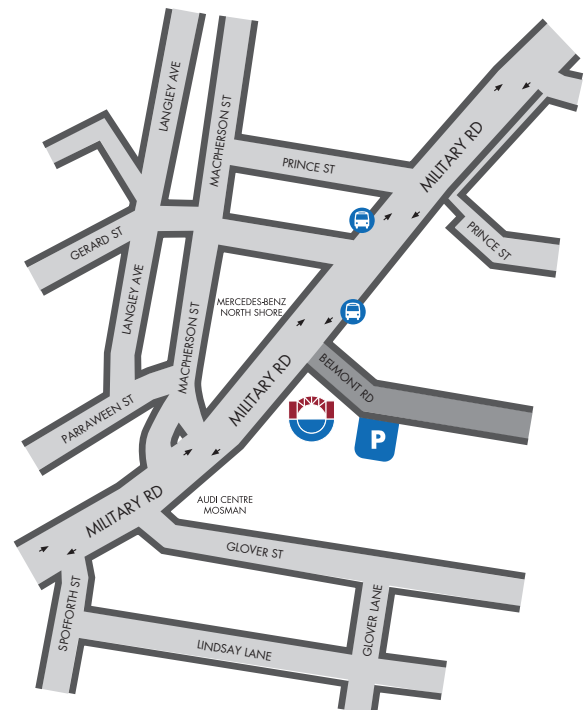 LANGLEY AVE
MACPHERSON ST
MILITARY RD
PRINCE ST
PRINCE ST
GERARD ST
LANGLEY AVE
MERCEDES-BENZ
NORTH SHORE
MACPHERSON ST
MILITARY RD
BELMONT RD
PARRAWEEN ST
P
MILITARY RD
AUDI CENTRE
MOSMAN
GLOVER ST
SPOFFORTH ST
LINDSAY LANE
GLOVER LANE